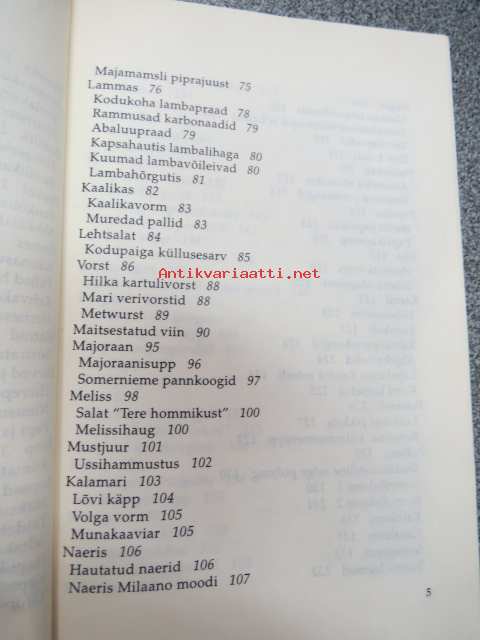 Majamamsli piprajuust 75
Lammas 76
Kodukoha lambapraad 78
Rammusad karbonaadid 79
Abaluupraad 79
Kapsahautis lambalihaga 80
Kuumad lambavõileivad 80
Lambahõrgutis 81
Kaalikas 82
Kaalikavorm 83
Muredad pallid 83
Lehtsalat 84
Kodupaiga küllusesarv 85
Vorst 86
Antikvariaatti.net
Hilka kartulivorst 88
Mari verivorstid 88
Metwurst 89
Maitsestatud viin 90
Majoraan 95
Majoraanisupp 96
Somernieme pannkoogid 97
Meliss 98
Salat "Tere hommikust" 100
Melissihaug 100
Mustjuur 101
Ussihammustus 102
Kalamari 103
Lõvi käpp 104
Volga vorm 105
Munakaaviar 105
Naeris 106
Hautatud naerid 106
Naeris Milaano moodi 107
5